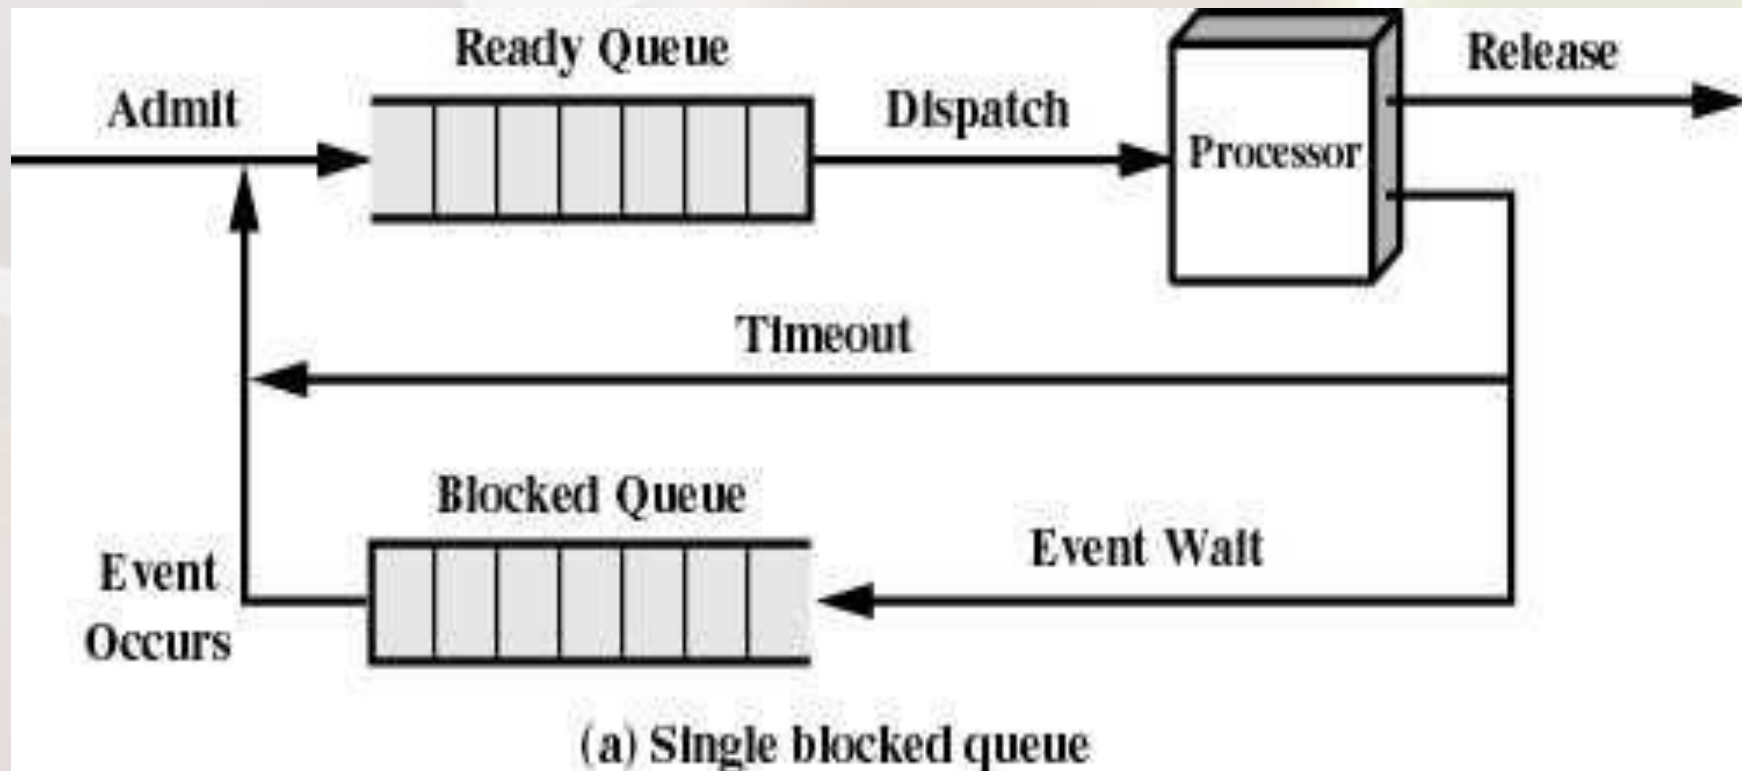 Ready Queue
Release
Admit
Dispatch
Processor
Timeout
Blocked Queue
Event Wait
Event
Occurs
(a) Single blocked queue